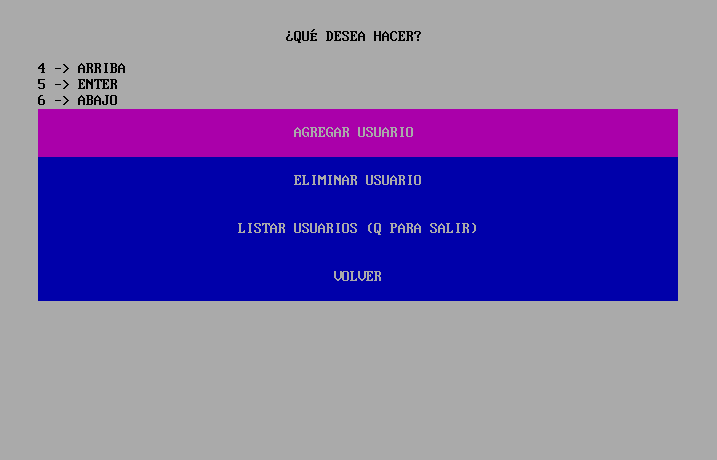 ¿QUÉ DESEA HACER?
4 -> ARRIBA
5 -> ENTER
6 -> ABAJO
AGREGAR USUARIO
ELIMINAR USUARIO
LISTAR USUARIOS (Q PARA SALIR)
VOLVER